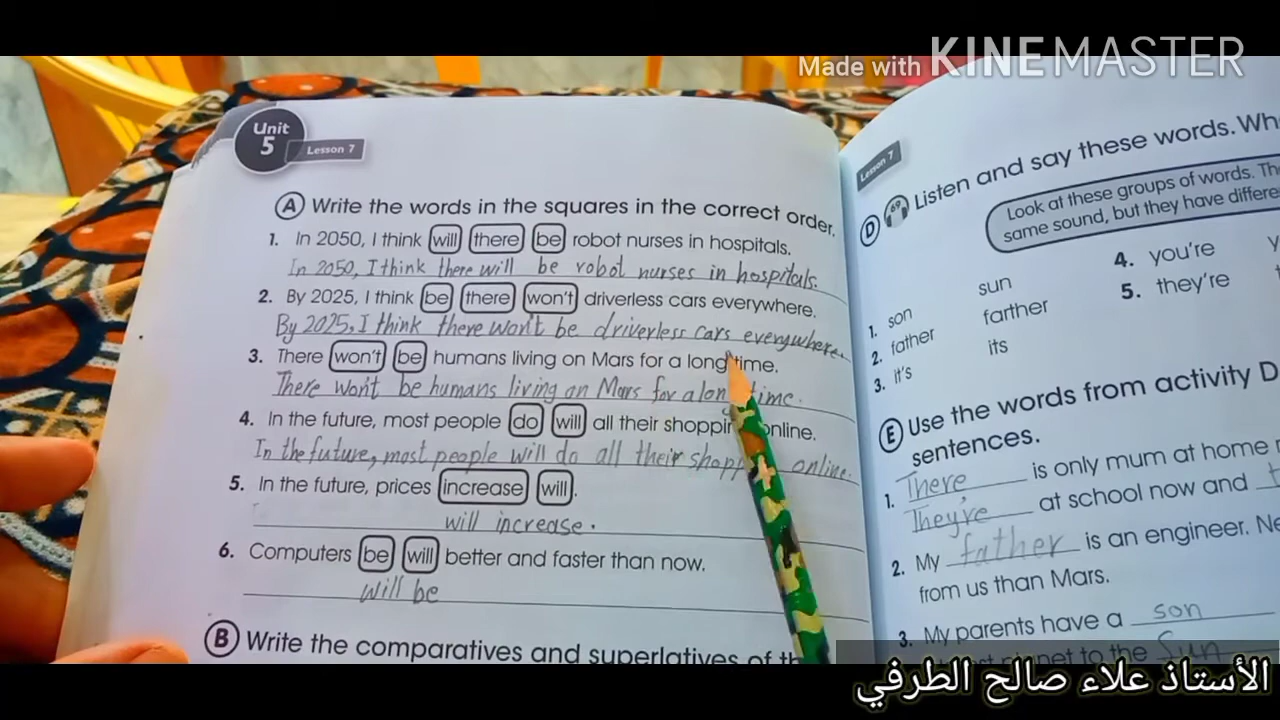 Made with KINEMASTER
Unit
5
Lesson 7
A Write the words in the squares in the correct order.
1. In 2050, I think will there be robot nurses in hospitals.
In 2050, I think there will be robot nurses in hospitals.
2. By 2025, I think be there won't driverless cars everywhere.
By 2025, I think there won't be driverless cars everywhere.
3. There won't be humans living on Mars for a long time.
There won't be humans living on Mars for a long time.
4. In the future, most people do will all their shopping online.
In the future, most people will do all their online.
5. In the future, prices increase will.
will increase.
6. Computers be will better and faster than now.
will be
B Write the comparatives and superlatives of
Lesson 7
D 69 Listen and say these words.
Look at these groups of words.
same sound, but they have
1. son sun
2. father farther
3. it's its
4. you're
5. they're
E Use the words from activity D
sentences.
1. There is only mum at home
They're at school now and
2. My father is an engineer.
from us than Mars.
3. My parents have a son
planet to the Sun
الأستاذ علاء صالح الطرفي